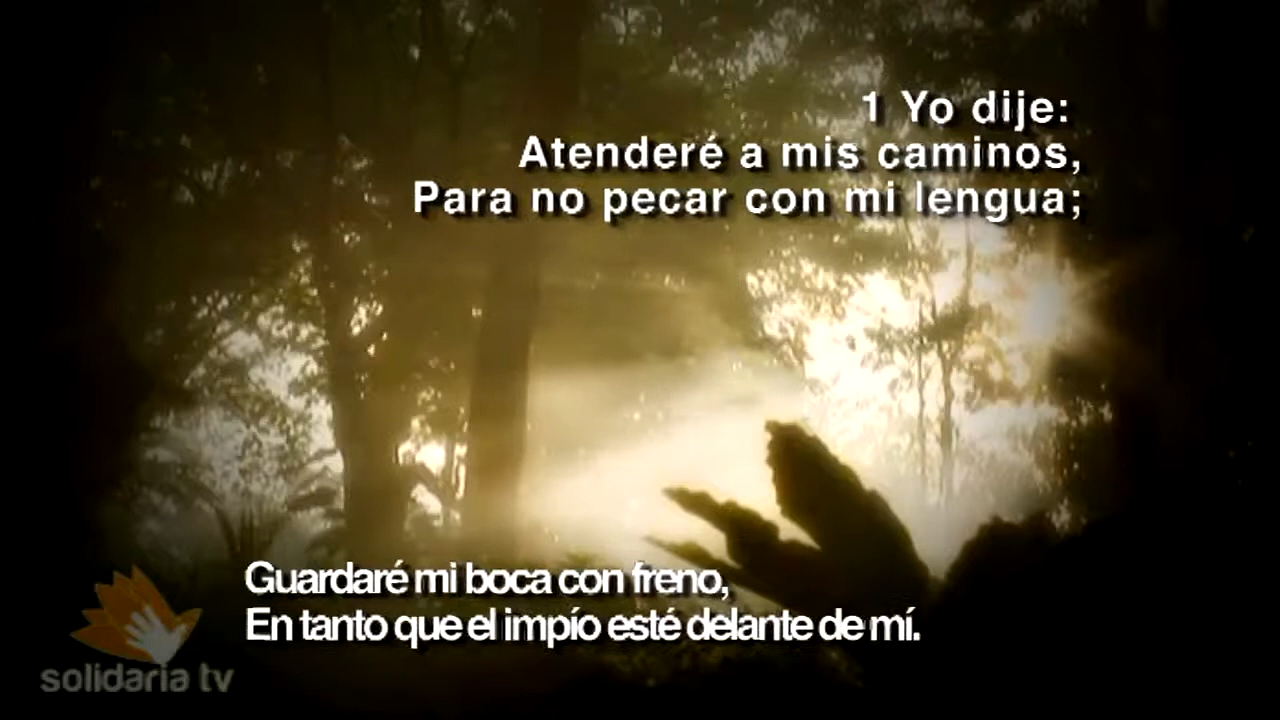 1 Yo dije:
Atenderé a mis caminos,
Para no pecar con mi lengua;
Guardaré mi boca con freno,
En tanto que el impío esté delante de mí.
solidaria tv